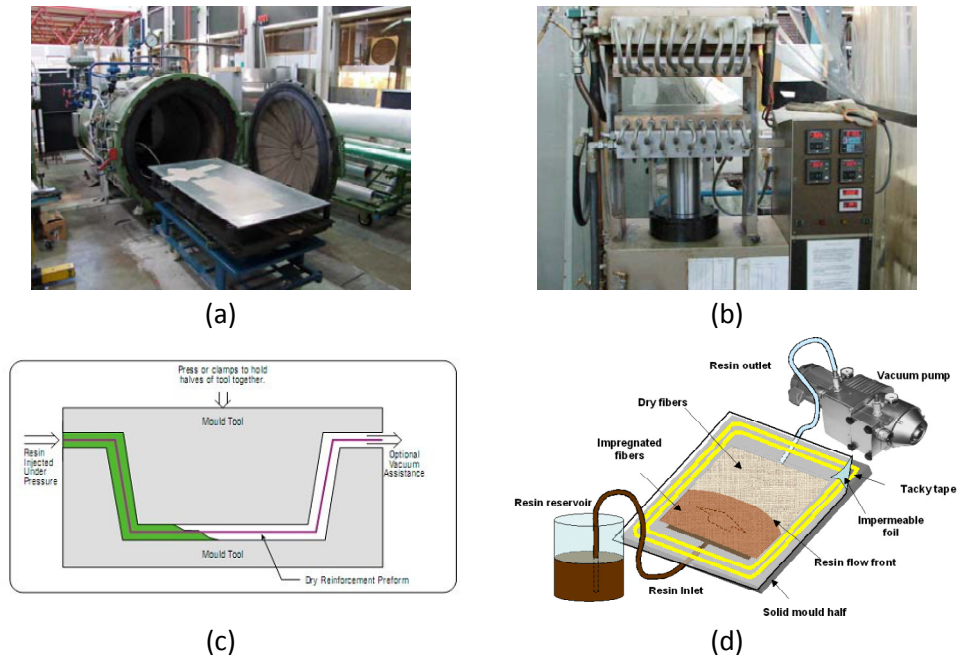 (a)
(b)
Press or clamps to hold
halves of tool together.
Mould Tool
Resin
Injected
Under
Pressure
Optional
Vacuum
Assistance
Mould Tool
Dry Reinforcement Preform
(c)
Resin outlet
Vacuum pump
Dry fibers
Impregnated
fibers
Resin reservoir
Tacky tape
Impermeable
foil
Resin flow front
Resin Inlet
Solid mould half
(d)